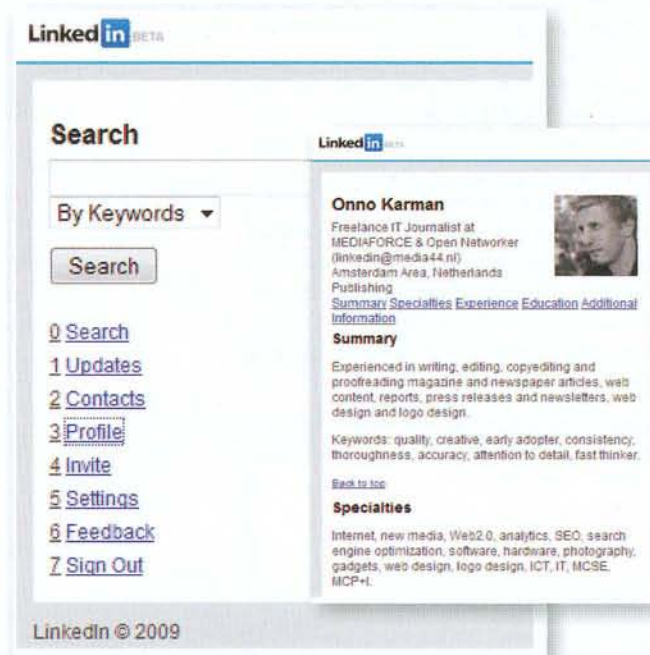 Linked in BETA
Search
By Keywords
Search
0 Search
1 Updates
2 Contacts
3 Profile
4 Invite
5 Settings
6 Feedback
7 Sign Out
LinkedIn © 2009
Linked in BETA
Onno Karman
Freelance IT Journalist at
MEDIAFORCE & Open Networker
(linkedin@media44.nl)
Amsterdam Area, Netherlands
Publishing
Summary Specialties Experience Education Additional
Information
Summary
Experienced in writing, editing, copyediting and
proofreading magazine and newspaper articles, web
content, reports, press releases and newsletters, web
design and logo design.
Keywords: quality, creative, early adopter, consistency,
thoroughness, accuracy, attention to detail, fast thinker.
Back to top
Specialties
Internet, new media, Web2.0, analytics, SEO, search
engine optimization, software, hardware, photography,
gadgets, web design, logo design, ICT, IT, MCSE,
MCP+I.